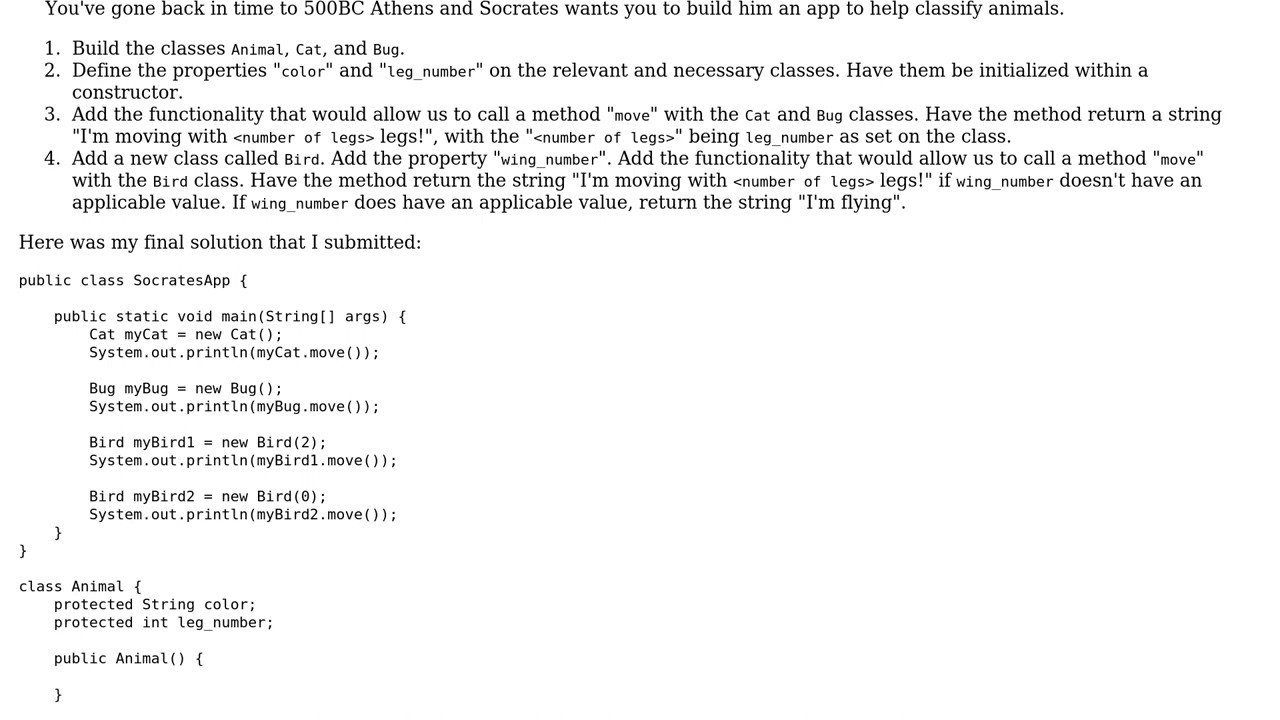 You've gone back in time to 500BC Athens and Socrates wants you to build him an app to help classify animals.
1. Build the classes Animal, Cat, and Bug.
2. Define the properties "color" and "leg_number" on the relevant and necessary classes. Have them be initialized within a
constructor.
3. Add the functionality that would allow us to call a method "move" with the Cat and Bug classes. Have the method return a string
"I'm moving with <number of legs> legs!", with the "<number of legs>" being leg_number as set on the class.
4. Add a new class called Bird. Add the property "wing_number". Add the functionality that would allow us to call a method "move"
with the Bird class. Have the method return the string "I'm moving with <number of legs> legs!" if wing_number doesn't have an
applicable value. If wing_number does have an applicable value, return the string "I'm flying".
Here was my final solution that I submitted:
public class SocratesApp {
    public static void main(String[] args) {
        Cat myCat = new Cat();
        System.out.println(myCat.move());
        Bug myBug = new Bug();
        System.out.println(myBug.move());
        Bird myBird1 = new Bird(2);
        System.out.println(myBird1.move());
        Bird myBird2 = new Bird(0);
        System.out.println(myBird2.move());
    }
}
class Animal {
    protected String color;
    protected int leg_number;
    public Animal() {
    }